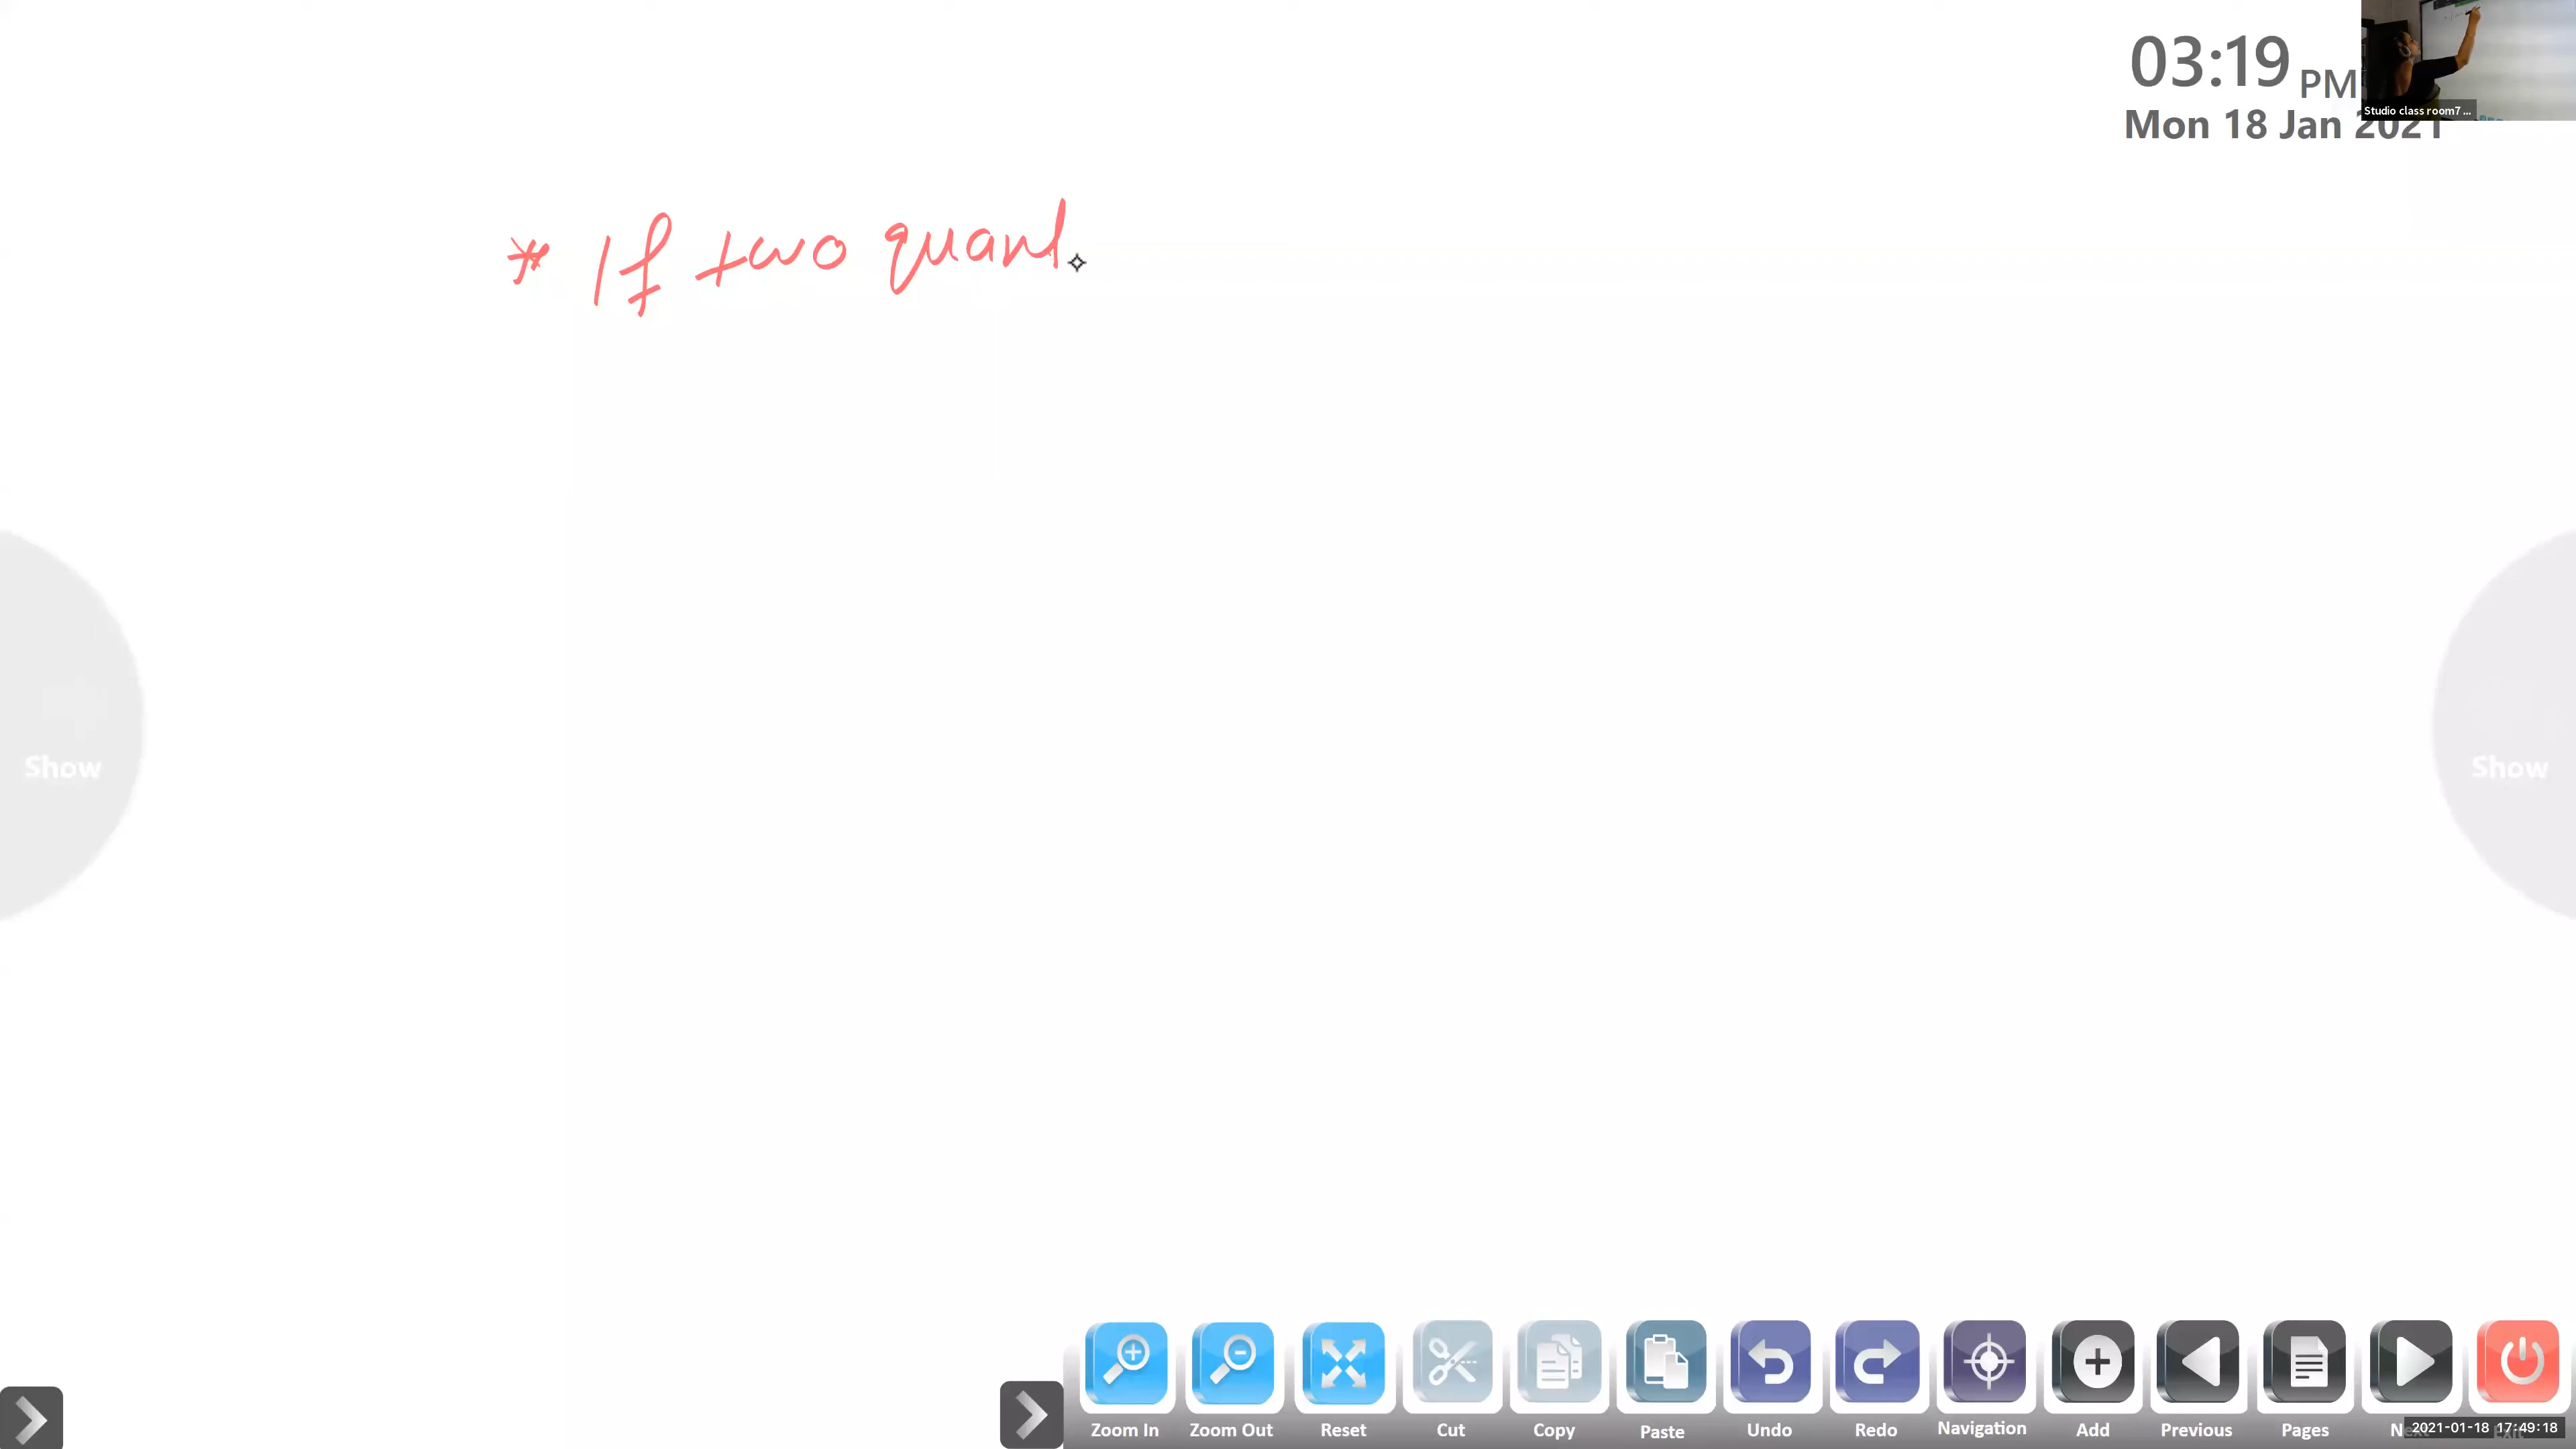 03:19 PM
Studio class room7 ...
Mon 18 Jan 2021
* If two quant
Show
Show
Zoom In Zoom Out Reset Cut Copy Paste Undo Redo Navigation Add Previous Pages
2021-01-18 17:49:18